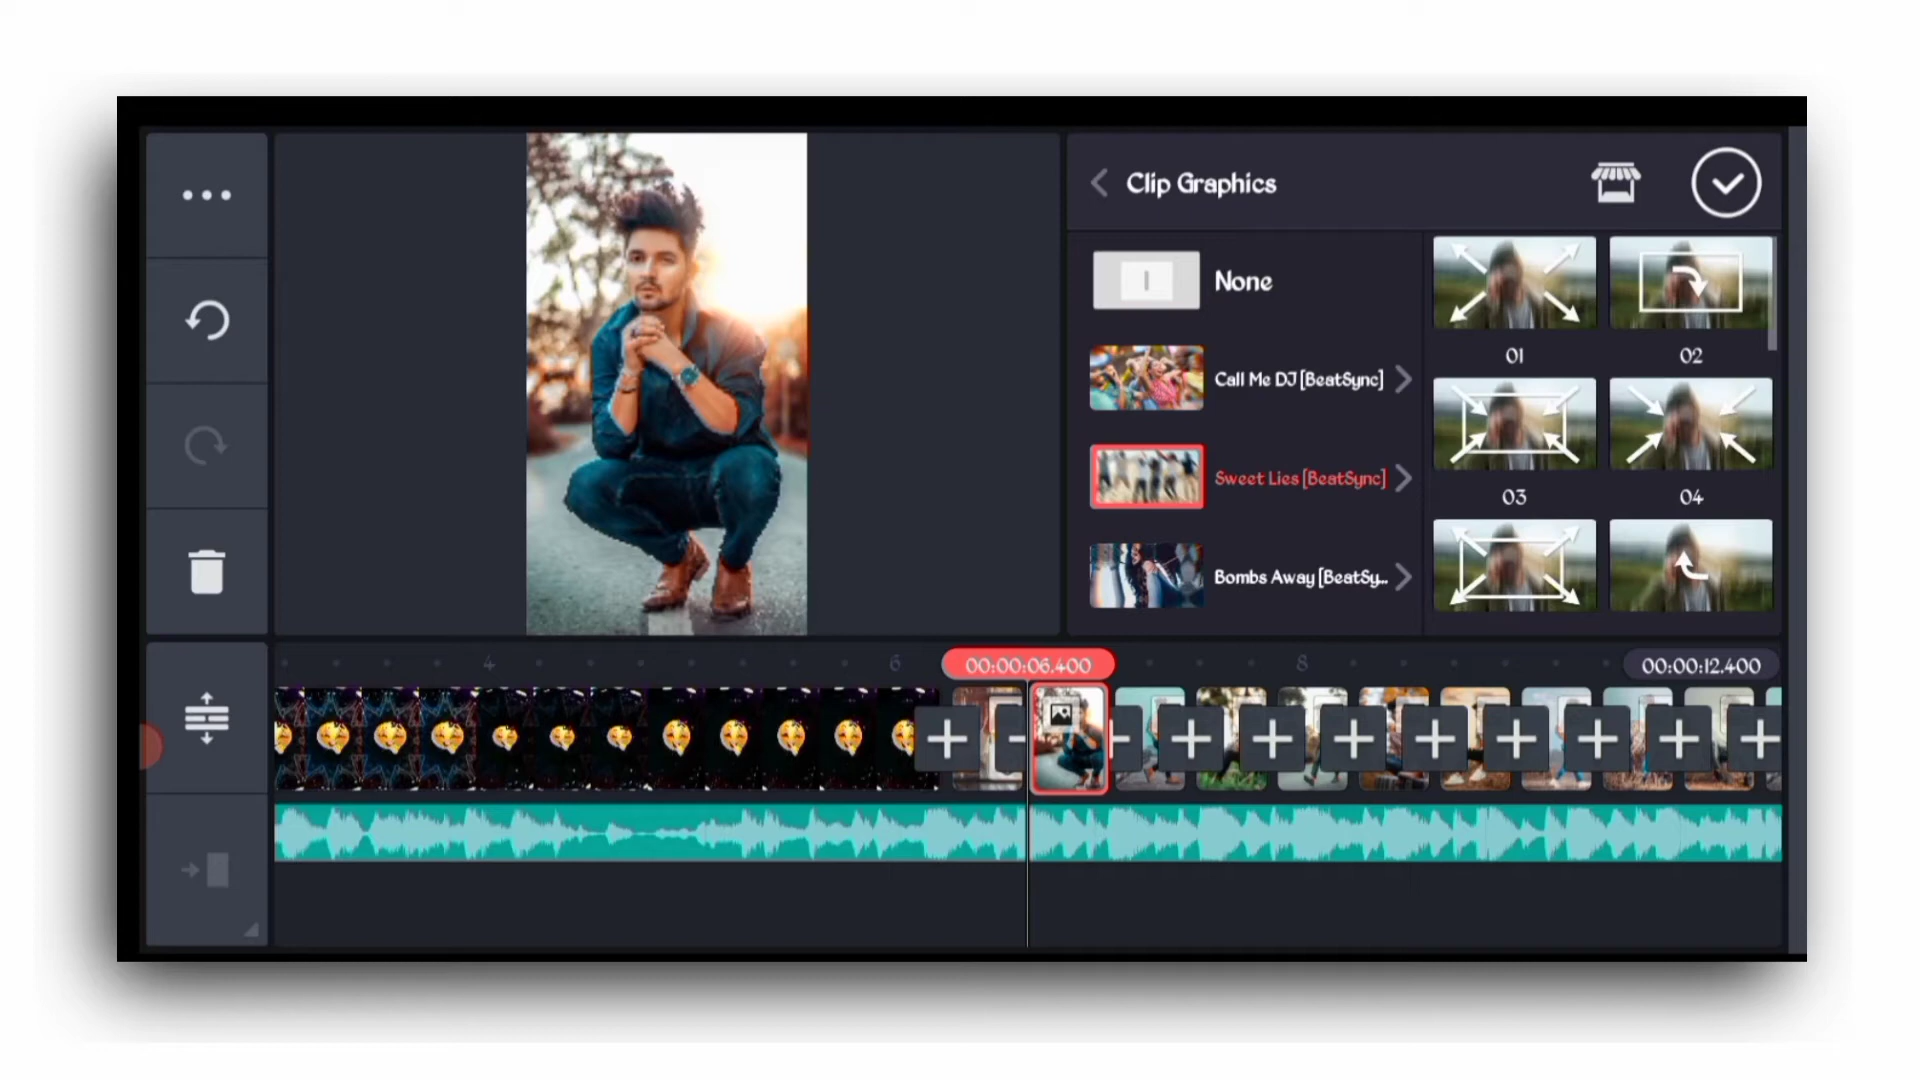 Clip Graphics
None
01
02
Call Me DJ [BeatSync]
03
04
Sweet Lies [BeatSync]
Bombs Away [BeatSy...
4
6
00:00:06.400
8
00:00:12.400